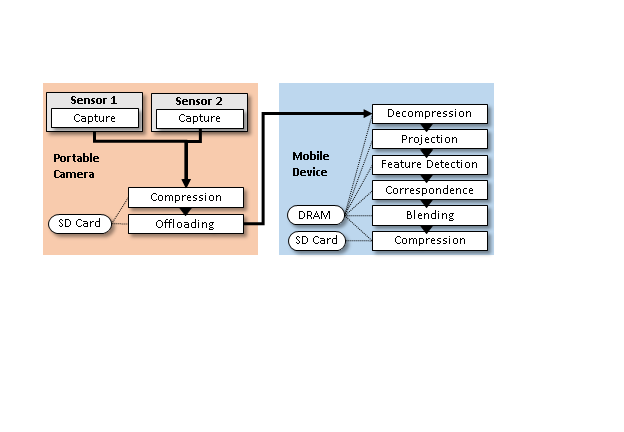 Sensor 1
Capture
Sensor 2
Capture
Portable
Camera
Compression
SD Card
Offloading
Mobile
Device
Decompression
Projection
Feature Detection
Correspondence
DRAM
Blending
SD Card
Compression